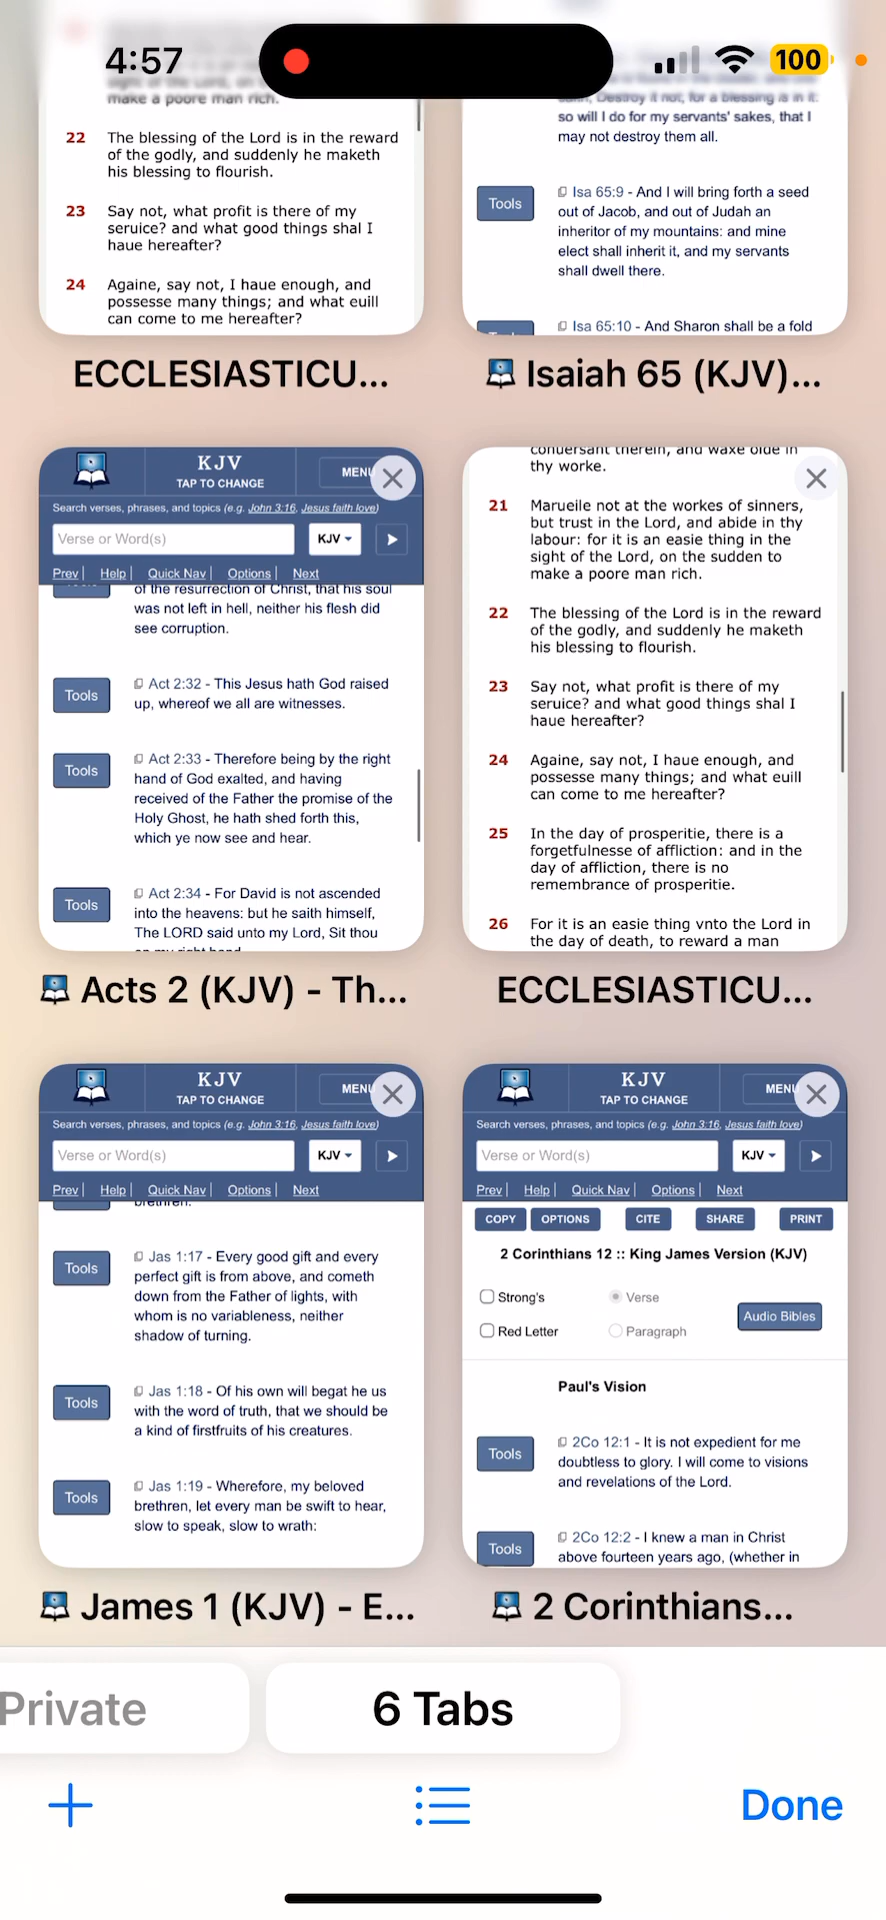 4:57
100
make a poore man rich.
22 The blessing of the Lord is in the reward
of the godly, and suddenly he maketh
his blessing to flourish.
23 Say not, what profit is there of my
seruice? and what good things shal I
haue hereafter?
24 Againe, say not, I haue enough, and
possesse many things; and what euill
can come to me hereafter?
ECCLESIASTICU...
Destroy it not, for a blessing is in it:
so will I do for my servants' sakes, that I
may not destroy them all.
Tools
Isa 65:9 - And I will bring forth a seed
out of Jacob, and out of Judah an
inheritor of my mountains: and mine
elect shall inherit it, and my servants
shall dwell there.
Isa 65:10 - And Sharon shall be a fold
Isaiah 65 (KJV)...
KJV
TAP TO CHANGE
MENU
Search verses, phrases, and topics (e.g. John 3:16, Jesus faith love)
Verse or Word(s)
KJV
Prev | Help | Quick Nav | Options | Next
of the resurrection of Christ, that his soul
was not left in hell, neither his flesh did
see corruption.
Tools
Act 2:32 - This Jesus hath God raised
up, whereof we all are witnesses.
Tools
Act 2:33 - Therefore being by the right
hand of God exalted, and having
received of the Father the promise of the
Holy Ghost, he hath shed forth this,
which ye now see and hear.
Tools
Act 2:34 - For David is not ascended
into the heavens: but he saith himself,
The LORD said unto my Lord, Sit thou
on my right hand
Acts 2 (KJV) - Th...
conuersant therein, and waxe olde in
thy worke.
21 Marueile not at the workes of sinners,
but trust in the Lord, and abide in thy
labour: for it is an easie thing in the
sight of the Lord, on the sudden to
make a poore man rich.
22 The blessing of the Lord is in the reward
of the godly, and suddenly he maketh
his blessing to flourish.
23 Say not, what profit is there of my
seruice? and what good things shal I
haue hereafter?
24 Againe, say not, I haue enough, and
possesse many things; and what euill
can come to me hereafter?
25 In the day of prosperitie, there is a
forgetfulnesse of affliction: and in the
day of affliction, there is no
remembrance of prosperitie.
26 For it is an easie thing vnto the Lord in
the day of death, to reward a man
ECCLESIASTICU...
KJV
TAP TO CHANGE
MENU
Search verses, phrases, and topics (e.g. John 3:16, Jesus faith love)
Verse or Word(s)
KJV
Prev | Help | Quick Nav | Options | Next
brethren.
Tools
Jas 1:17 - Every good gift and every
perfect gift is from above, and cometh
down from the Father of lights, with
whom is no variableness, neither
shadow of turning.
Tools
Jas 1:18 - Of his own will begat he us
with the word of truth, that we should be
a kind of firstfruits of his creatures.
Tools
Jas 1:19 - Wherefore, my beloved
brethren, let every man be swift to hear,
slow to speak, slow to wrath:
James 1 (KJV) - E...
KJV
TAP TO CHANGE
MENU
Search verses, phrases, and topics (e.g. John 3:16, Jesus faith love)
Verse or Word(s)
KJV
Prev | Help | Quick Nav | Options | Next
COPY OPTIONS CITE SHARE PRINT
2 Corinthians 12 :: King James Version (KJV)
Strong's Verse
Red Letter Paragraph
Audio Bibles
Paul's Vision
Tools
2Co 12:1 - It is not expedient for me
doubtless to glory. I will come to visions
and revelations of the Lord.
Tools
2Co 12:2 - I knew a man in Christ
above fourteen years ago, (whether in
2 Corinthians...
Private
6 Tabs
Done